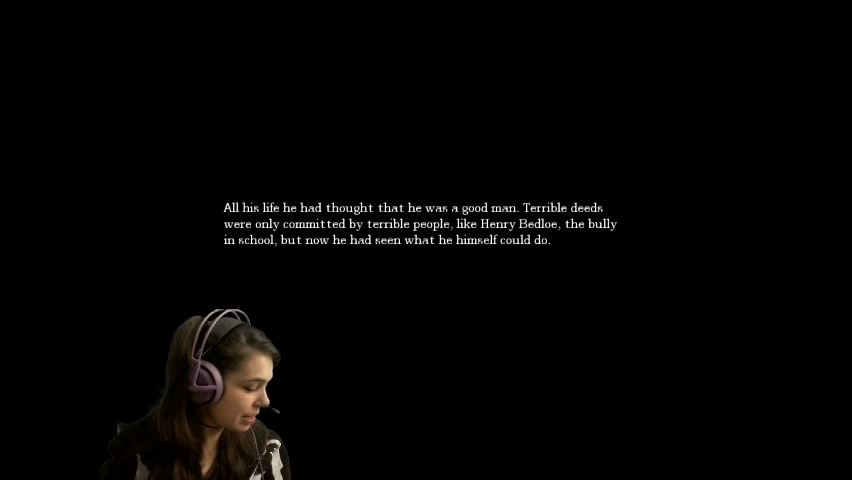 All his life he had thought that he was a good man. Terrible deeds
were only committed by terrible people, like Henry Bedloe, the bully
in school, but now he had seen what he himself could do.